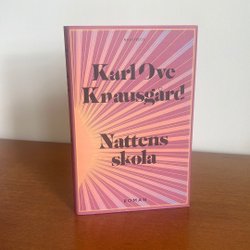 Karl Ove
Knausgård
Nattens
skola
ROMAN